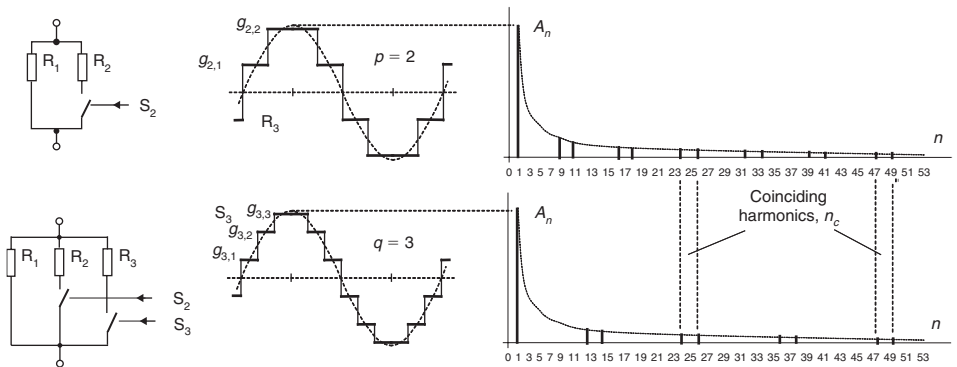 g2,2
An
R1 R2
g2,1
p = 2
S2
R3
n
0 1 3 5 7 9 11 13 15 17 19 21 23 25 27 29 31 33 35 37 39 41 43 45 47 49 51 53
Coinciding
harmonics, nc
S3
g3,3
An
g3,2
q = 3
R1 R2 R3
g3,1
S2
S3
n
0 1 3 5 7 9 11 13 15 17 19 21 23 25 27 29 31 33 35 37 39 41 43 45 47 49 51 53